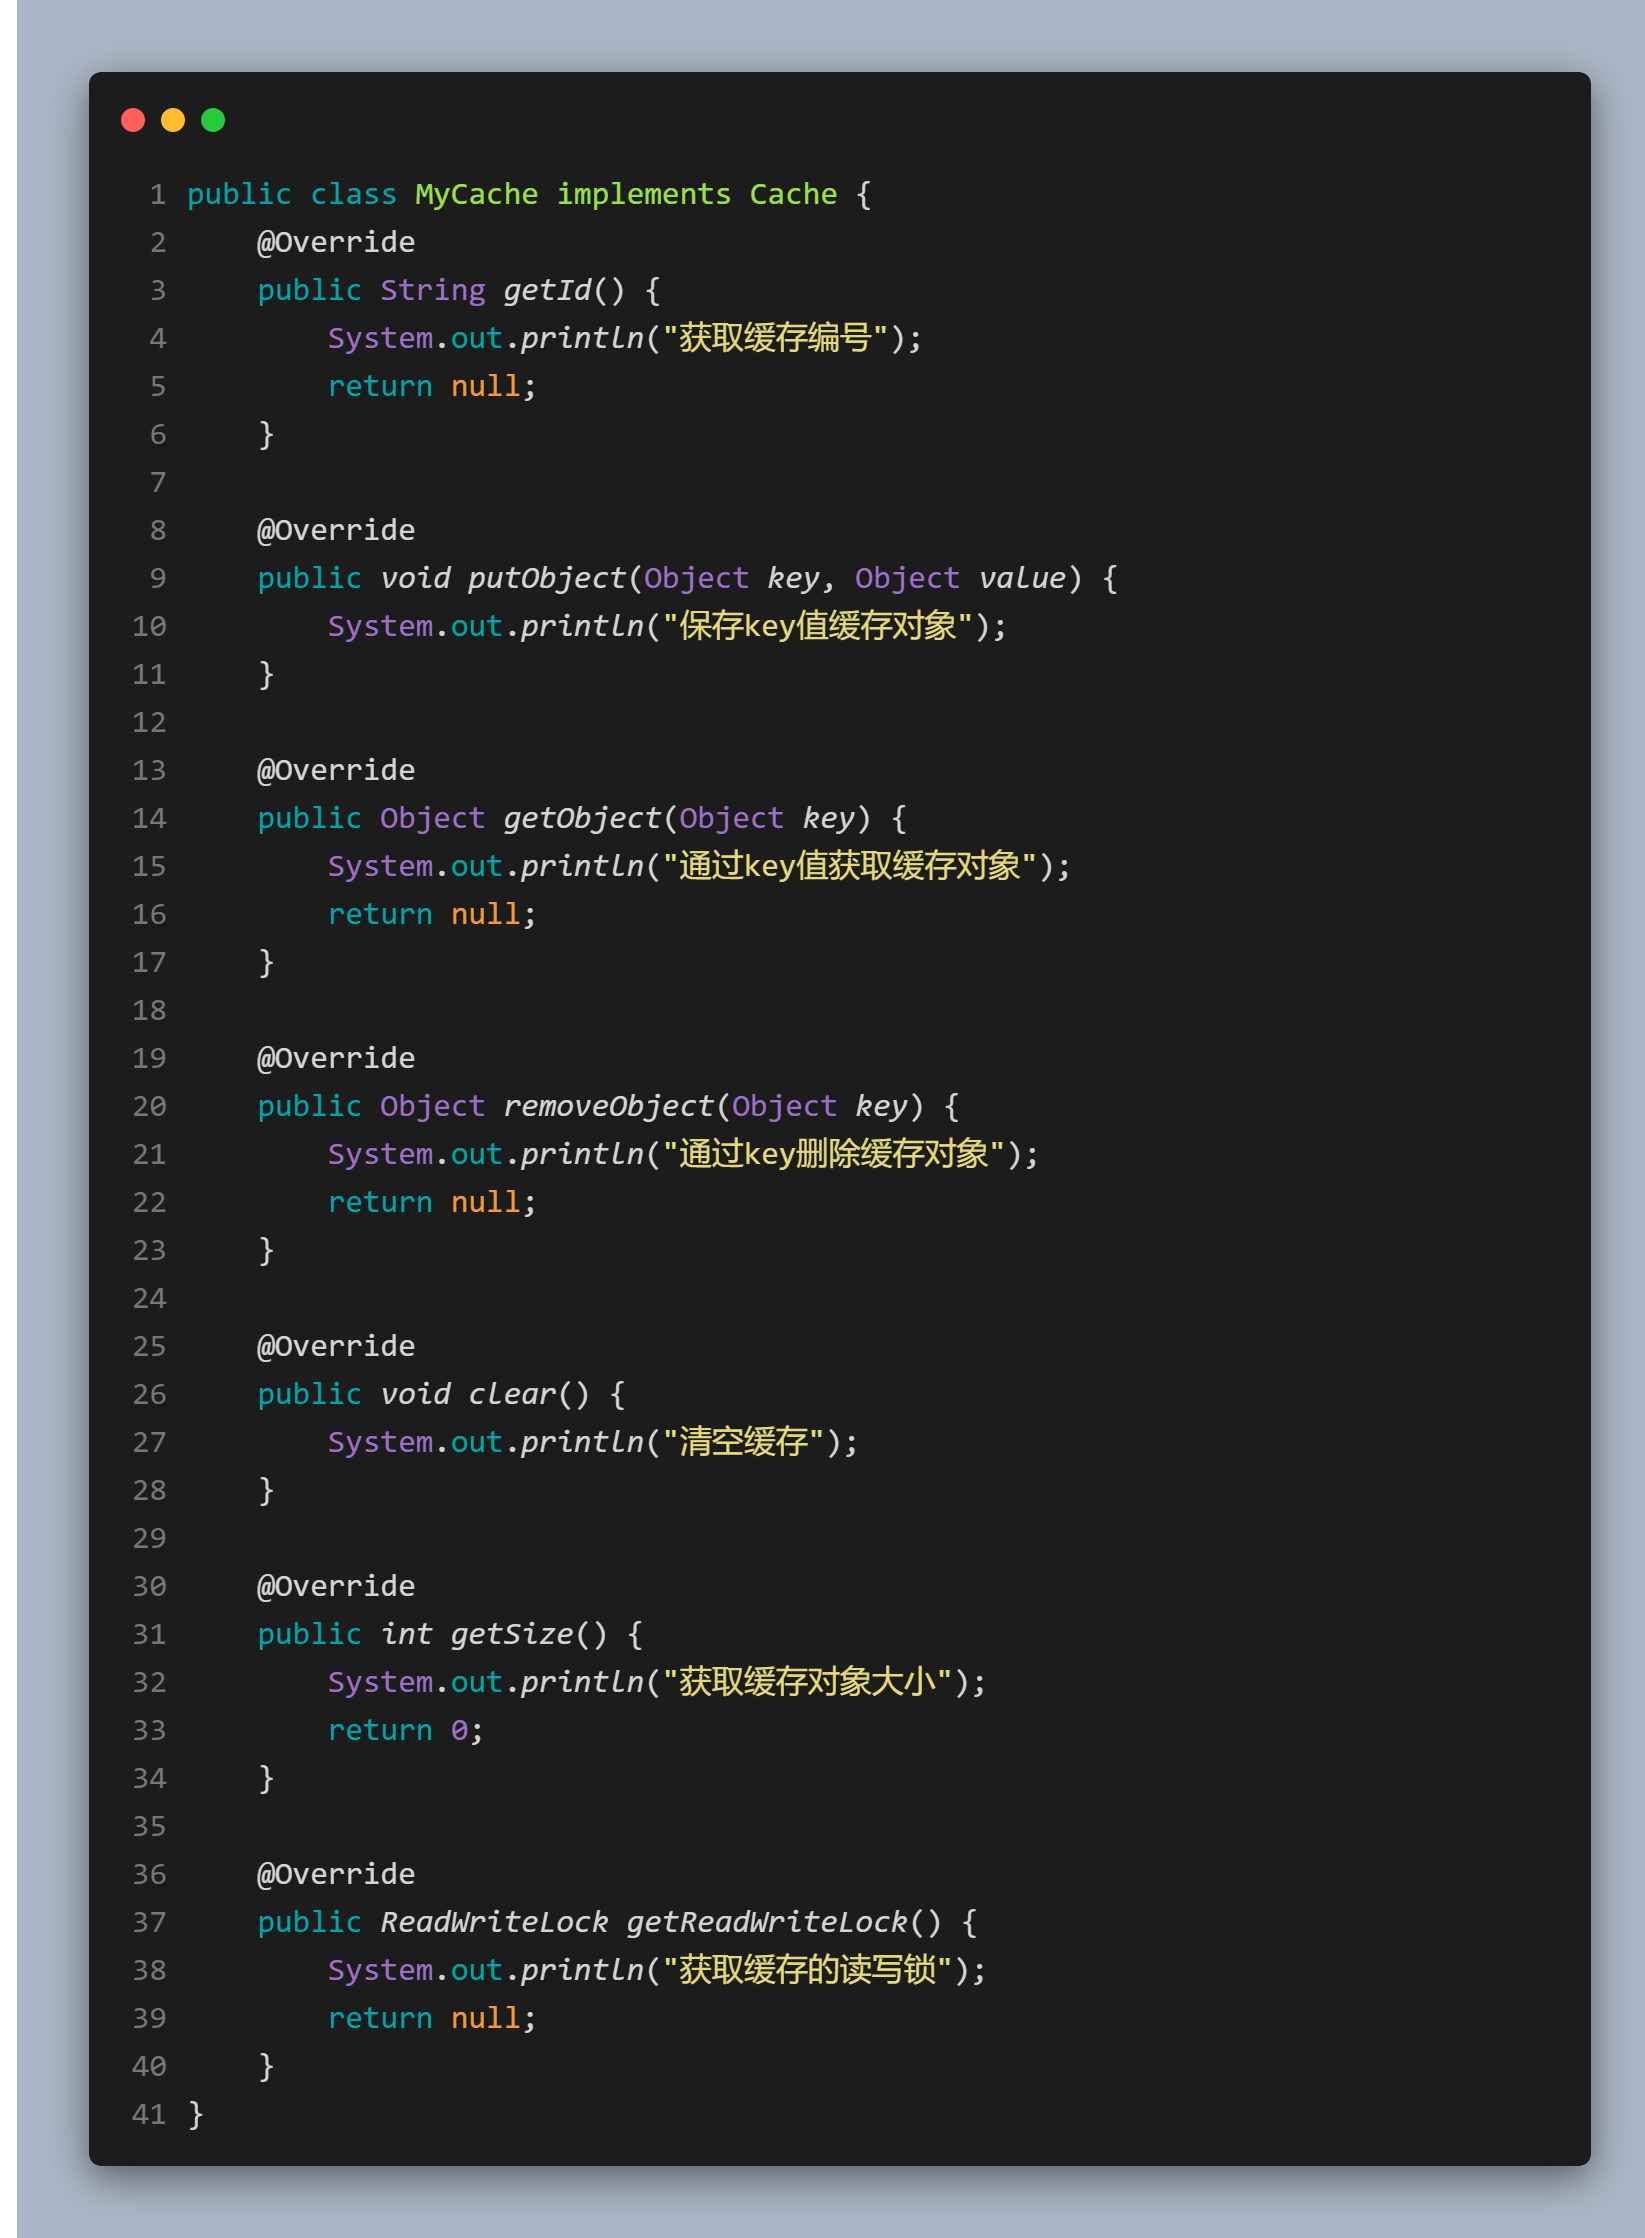 1 public class MyCache implements Cache {
2     @Override
3     public String getId() {
4         System.out.println("获取缓存编号");
5         return null;
6     }
7
8     @Override
9     public void putObject(Object key, Object value) {
10         System.out.println("保存key值缓存对象");
11     }
12
13     @Override
14     public Object getObject(Object key) {
15         System.out.println("通过key值获取缓存对象");
16         return null;
17     }
18
19     @Override
20     public Object removeObject(Object key) {
21         System.out.println("通过key删除缓存对象");
22         return null;
23     }
24
25     @Override
26     public void clear() {
27         System.out.println("清空缓存");
28     }
29
30     @Override
31     public int getSize() {
32         System.out.println("获取缓存对象大小");
33         return 0;
34     }
35
36     @Override
37     public ReadWriteLock getReadWriteLock() {
38         System.out.println("获取缓存的读写锁");
39         return null;
40     }
41 }